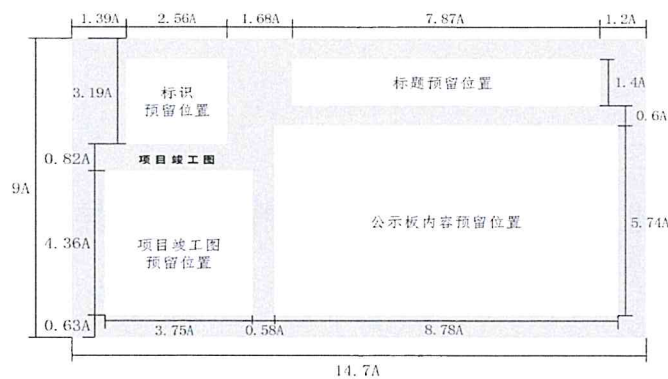 1.39A 2.56A 1.68A 7.87A 1.2A
标识
预留位置
标题预留位置
1.4A
3.19A
0.6A
0.82A
项目竣工图
9A
公示板内容预留位置
5.74A
4.36A
项目竣工图
预留位置
0.63A
3.75A 0.58A 8.78A
14.7A